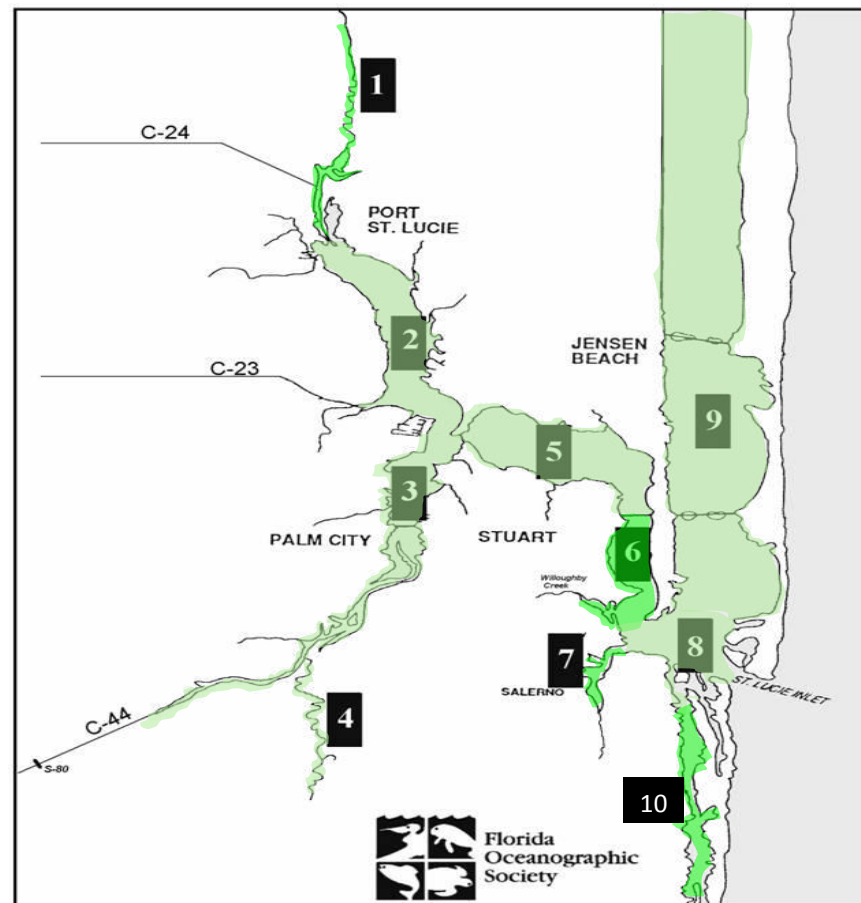 1
C-24
PORT
ST. LUCIE
2
JENSEN
BEACH
C-23
9
5
3
PALM CITY
STUART
6
Willoughby
Creek
7
8
SALERNO
ST. LUCIE INLET
4
C-44
S-80
10
Florida
Oceanographic
Society